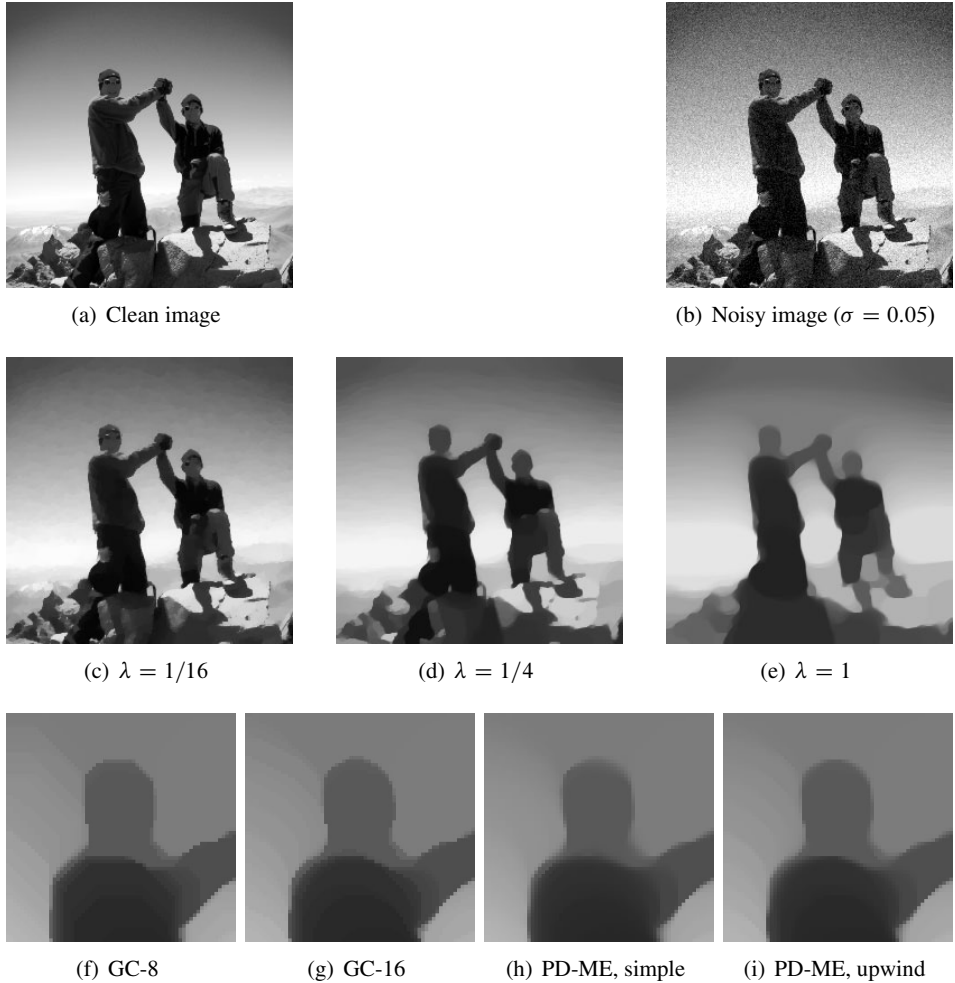 (a) Clean image
(b) Noisy image (σ = 0.05)
(c) λ = 1/16
(d) λ = 1/4
(e) λ = 1
(f) GC-8
(g) GC-16
(h) PD-ME, simple
(i) PD-ME, upwind